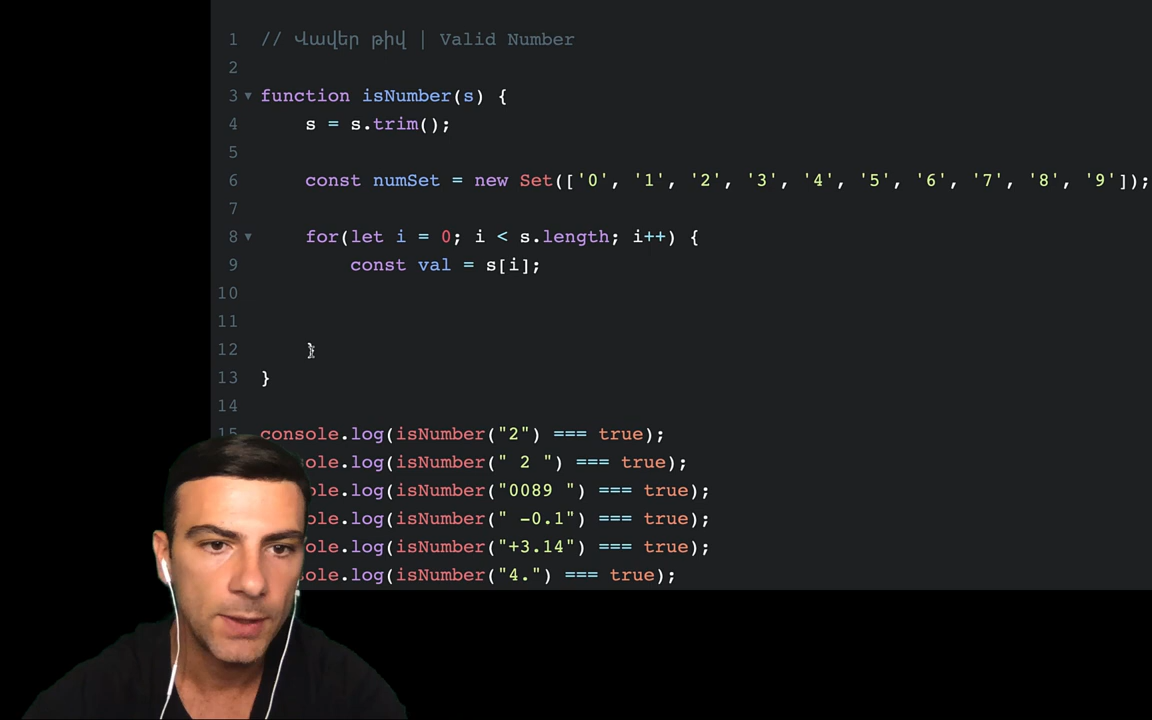 1 // Վավեր թիվ | Valid Number
2
3 function isNumber(s) {
4 s = s.trim();
5
6 const numSet = new Set(['0', '1', '2', '3', '4', '5', '6', '7', '8', '9']);
7
8 for(let i = 0; i < s.length; i++) {
9 const val = s[i];
10
11
12 }
13 }
14
15 console.log(isNumber("2") === true);
ole.log(isNumber(" 2 ") === true);
ole.log(isNumber("0089 ") === true);
ole.log(isNumber(" -0.1") === true);
ole.log(isNumber("+3.14") === true);
ole.log(isNumber("4.") === true);